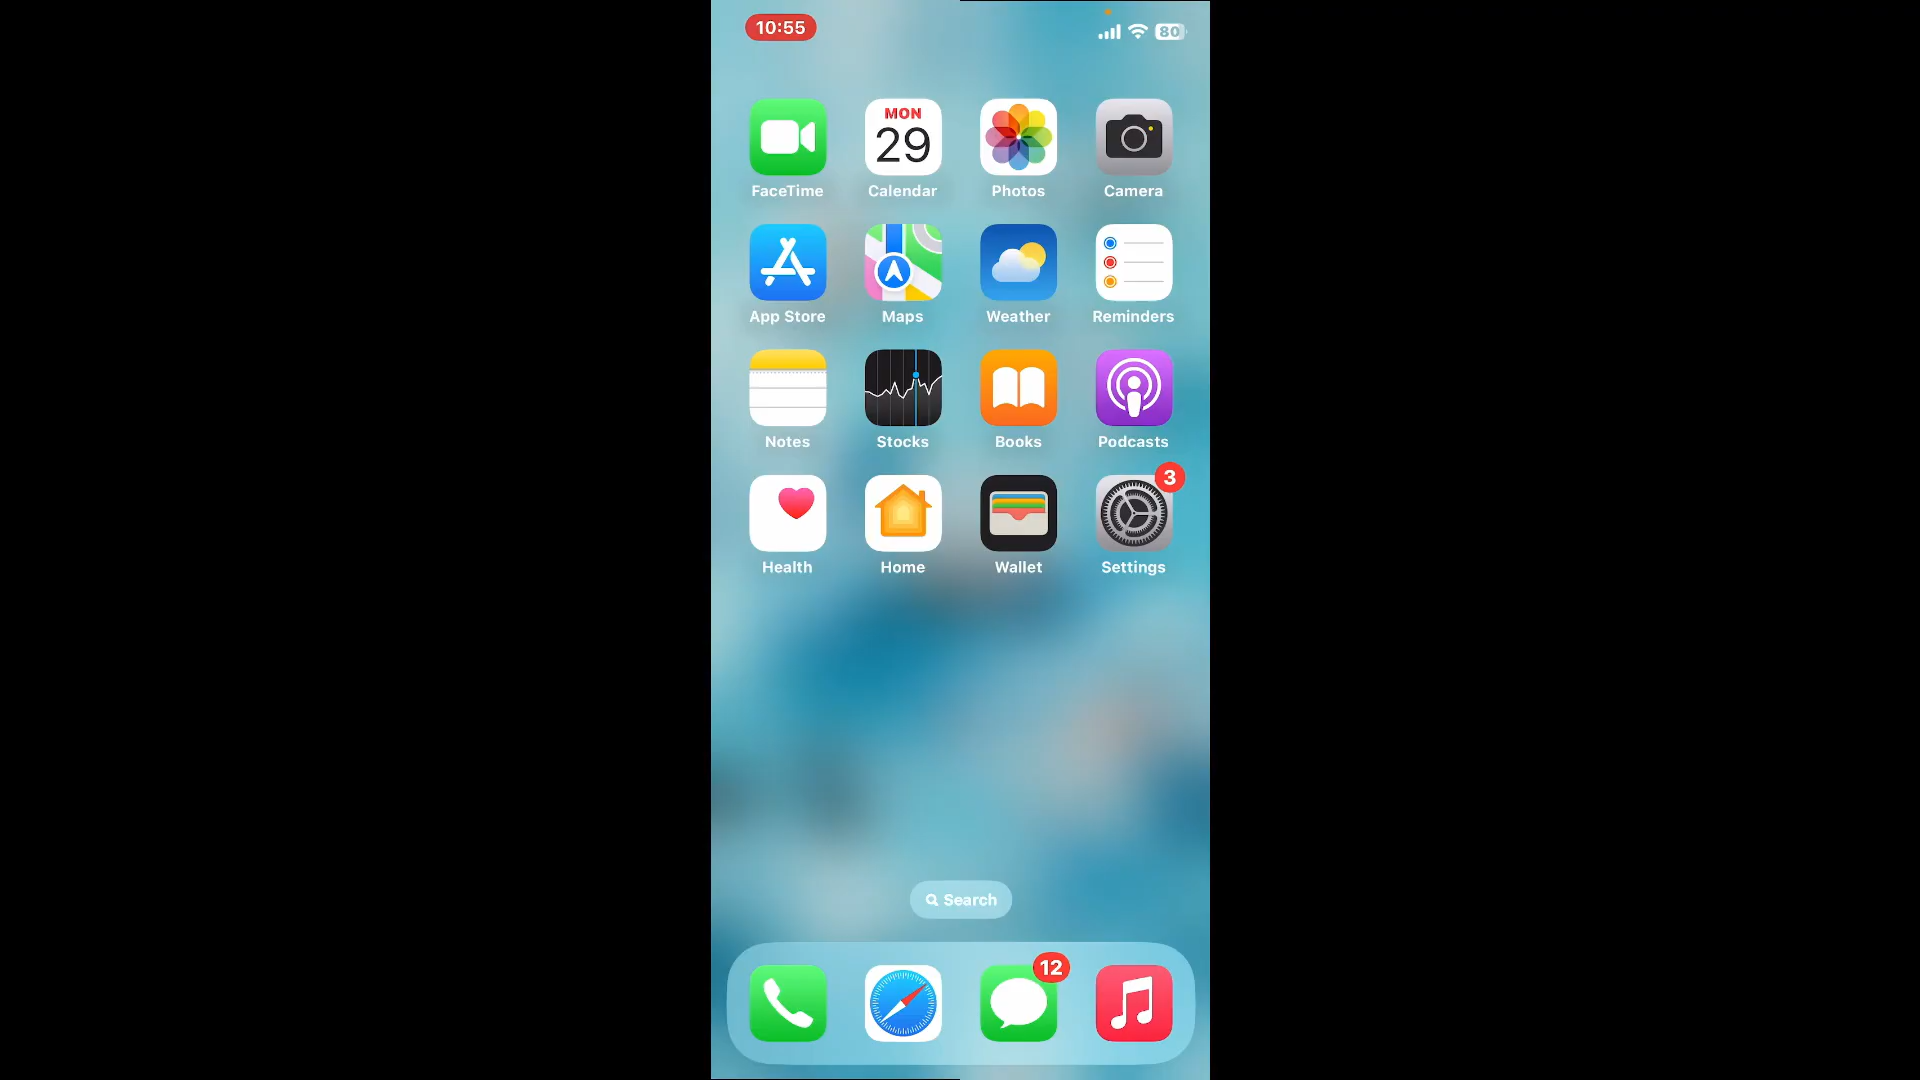 10:55
80
MON
29
FaceTime
Calendar
Photos
Camera
App Store
Maps
Weather
Reminders
Notes
Stocks
Books
Podcasts
3
Health
Home
Wallet
Settings
Search
12